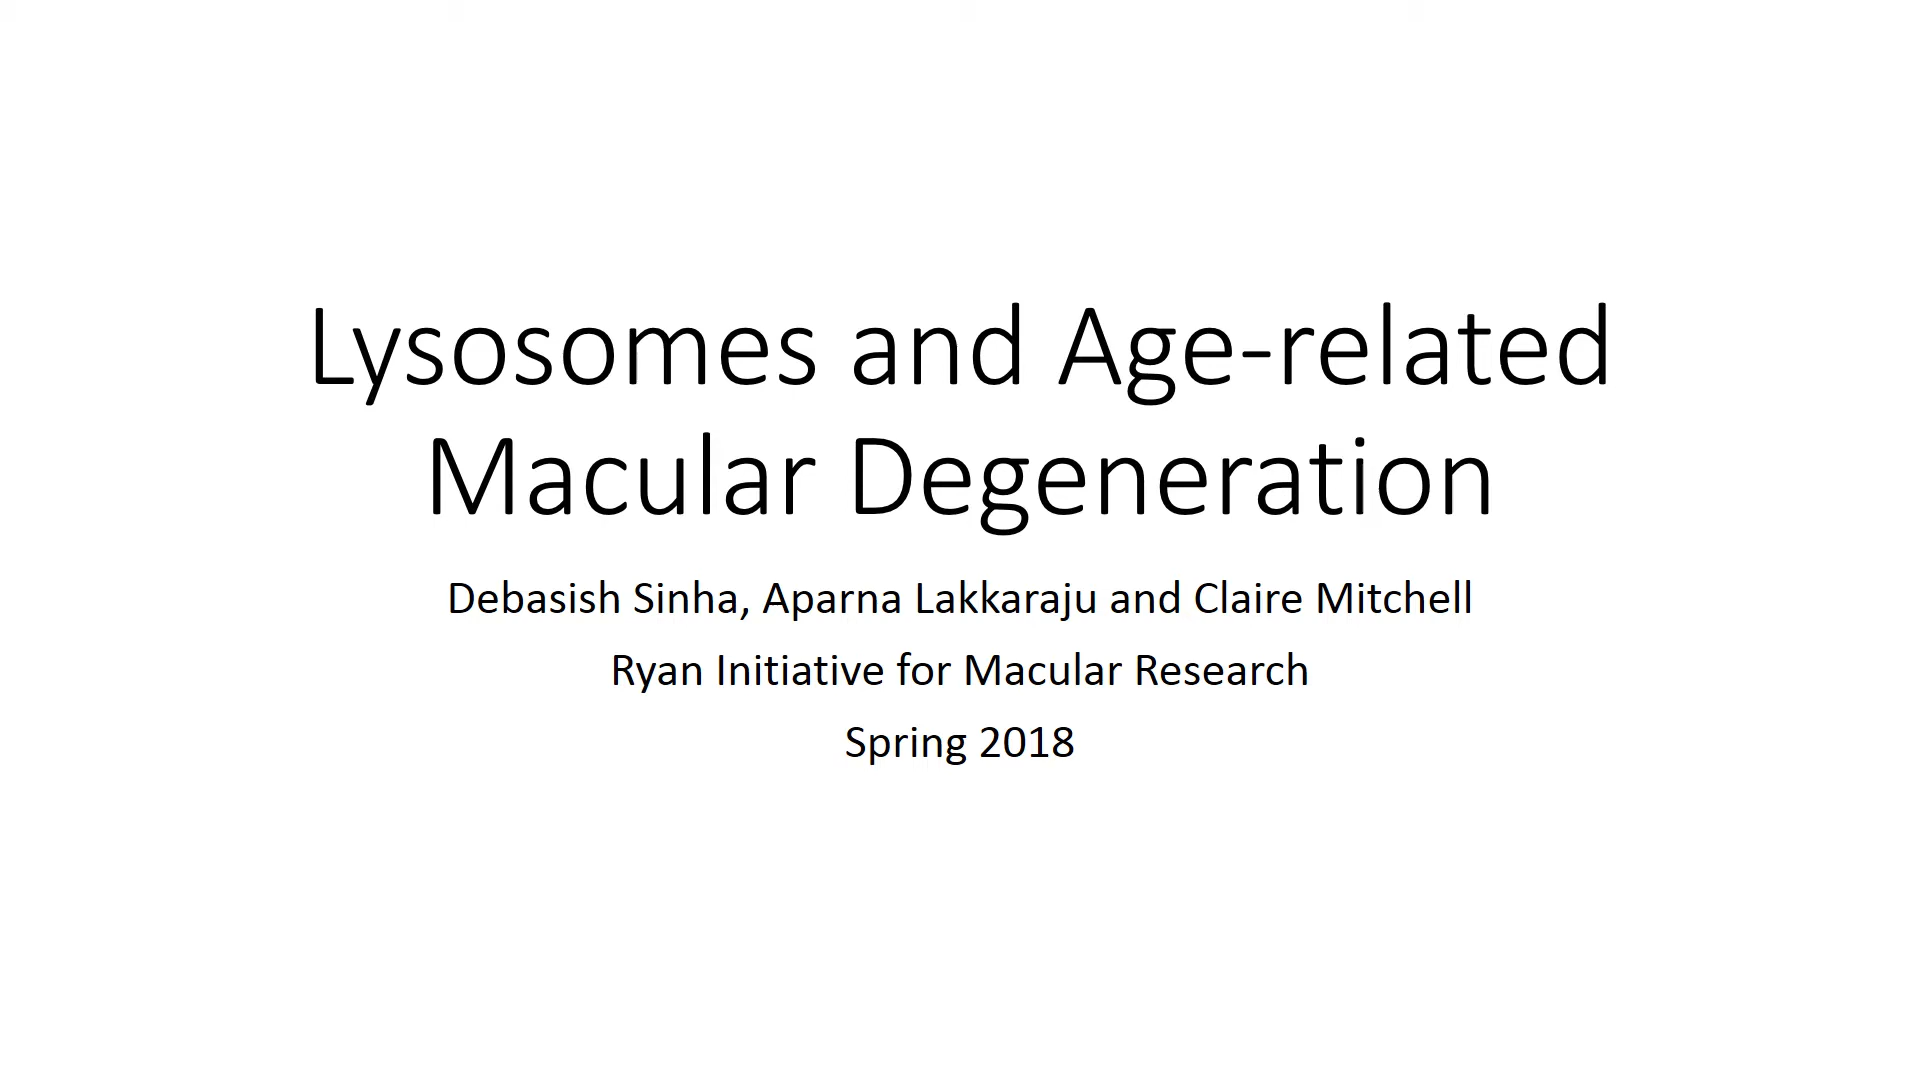 Lysosomes and Age-related
Macular Degeneration
Debasish Sinha, Aparna Lakkaraju and Claire Mitchell
Ryan Initiative for Macular Research
Spring 2018